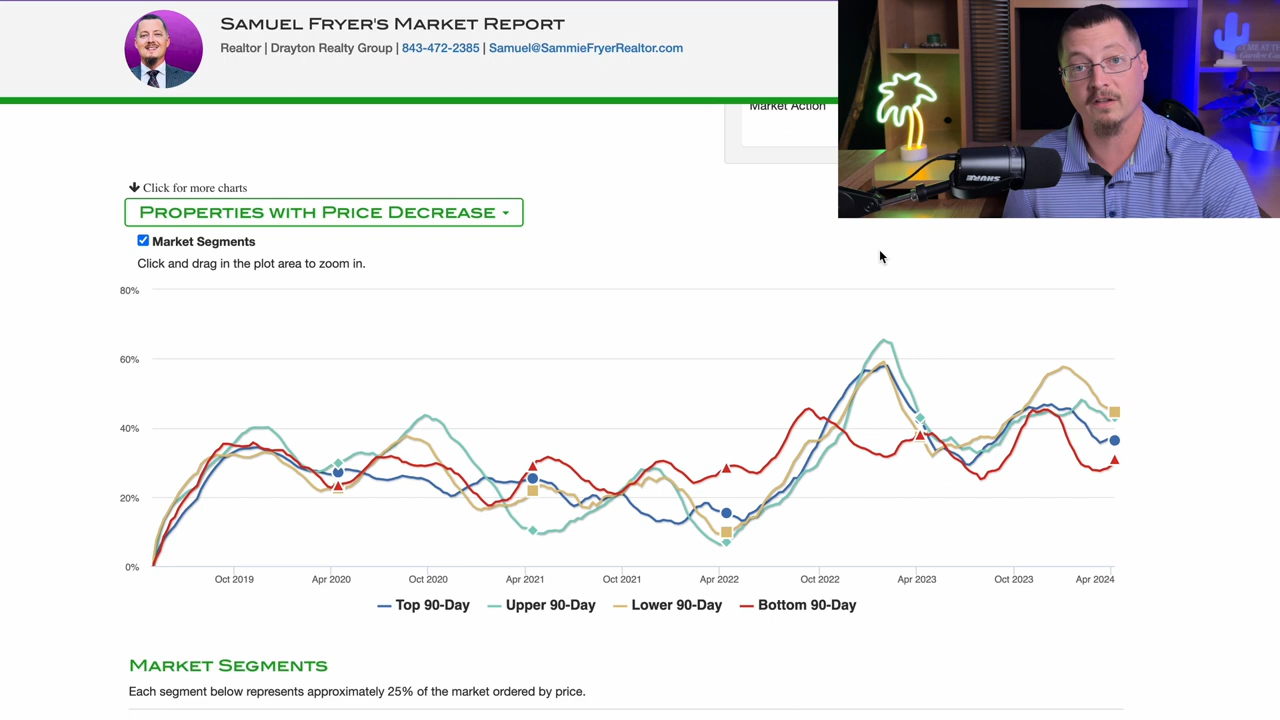 SAMUEL FRYER'S MARKET REPORT
Realtor | Drayton Realty Group | 843-472-2385 | Samuel@SammieFryerRealtor.com
Market Action
Click for more charts
PROPERTIES WITH PRICE DECREASE
Market Segments
Click and drag in the plot area to zoom in.
80%
60%
40%
20%
0%
Oct 2019 Apr 2020 Oct 2020 Apr 2021 Oct 2021 Apr 2022 Oct 2022 Apr 2023 Oct 2023 Apr 2024
Top 90-Day Upper 90-Day Lower 90-Day Bottom 90-Day
MARKET SEGMENTS
Each segment below represents approximately 25% of the market ordered by price.
SHURE